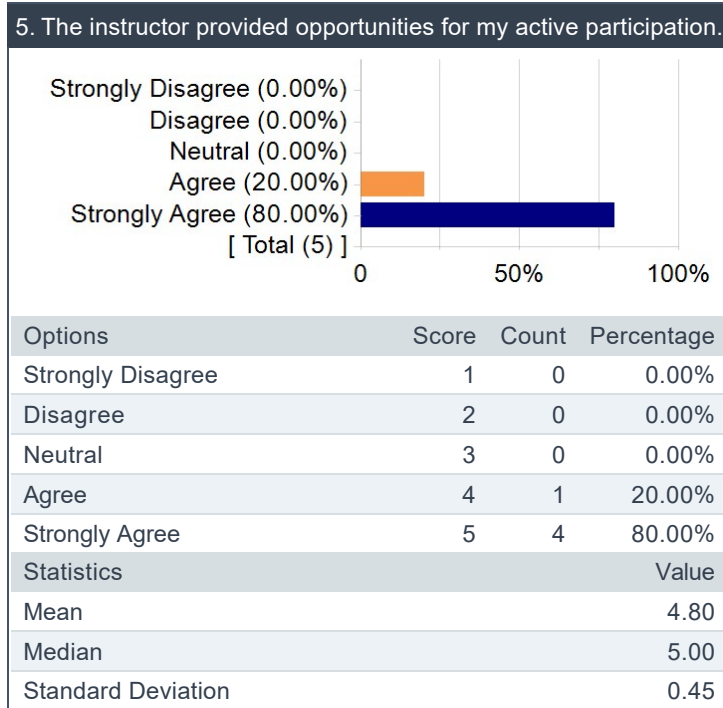 5. The instructor provided opportunities for my active participation.
Strongly Disagree (0.00%)
Disagree (0.00%)
Neutral (0.00%)
Agree (20.00%)
Strongly Agree (80.00%)
[ Total (5) ]
0 50% 100%
Options Score Count Percentage
Strongly Disagree 1 0 0.00%
Disagree 2 0 0.00%
Neutral 3 0 0.00%
Agree 4 1 20.00%
Strongly Agree 5 4 80.00%
Statistics Value
Mean 4.80
Median 5.00
Standard Deviation 0.45